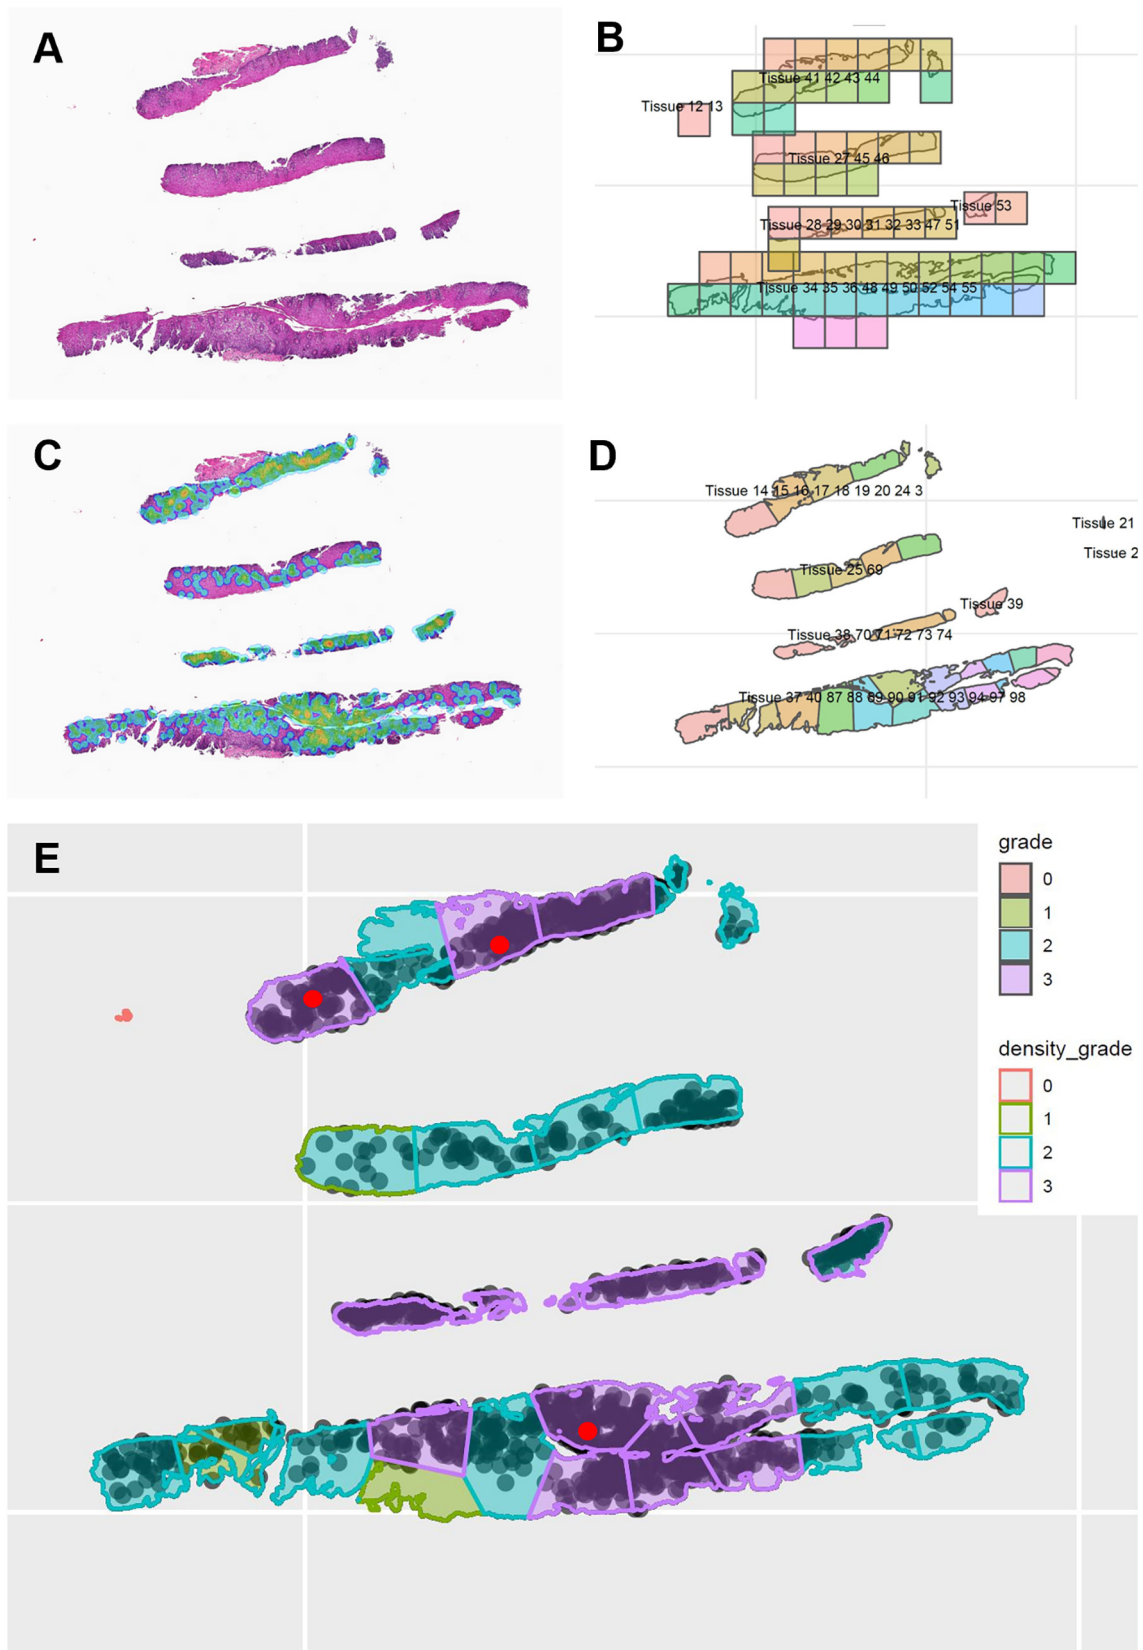 A
B
Tissue 41 42 43 44
Tissue 12 13
Tissue 27 45 46
Tissue 53
Tissue 28 29 30 31 32 33 47 51
Tissue 34 35 36 48 49 50 52 54 55
C
D
Tissue 14 15 16 17 18 19 20 24 3
Tissue 21
Tissue 2
Tissue 25 69
Tissue 39
Tissue 38 70 71 72 73 74
Tissue 37 40 87 88 89 90 91 92 93 94 97 98
E
grade
0
1
2
3
density_grade
0
1
2
3